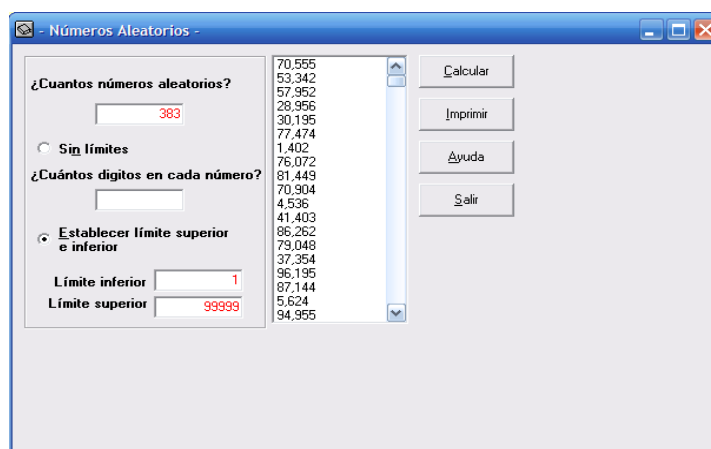 - Números Aleatorios -
¿Cuantos números aleatorios?
383
Sin límites
¿Cuántos digitos en cada número?
Establecer límite superior
e inferior
Límite inferior 1
Límite superior 99999
70,555
53,342
57,952
28,956
30,195
77,474
1,402
76,072
81,449
70,904
4,536
41,403
86,262
79,048
37,354
96,195
87,144
5,624
94,955
Calcular
Imprimir
Ayuda
Salir